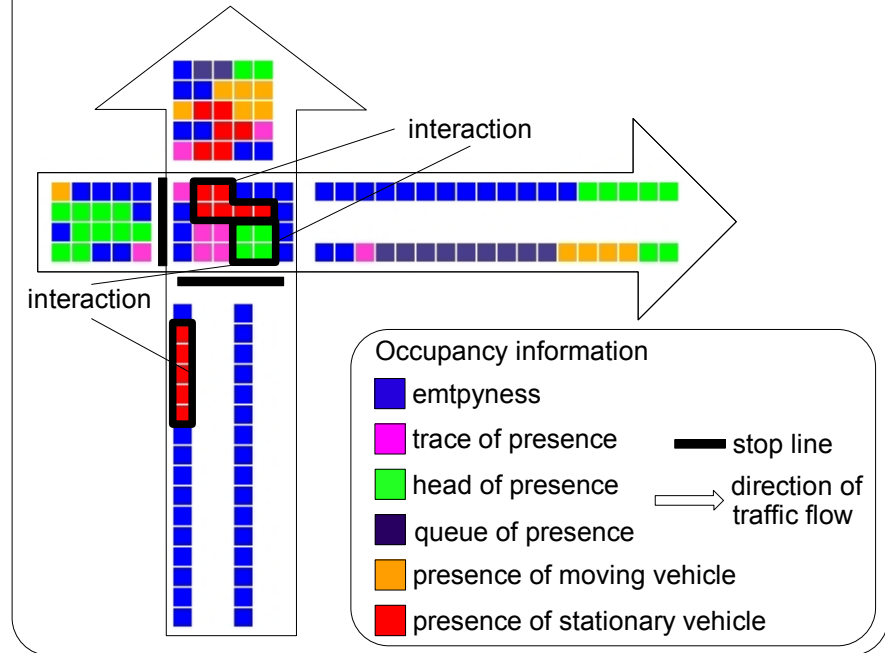 interaction
interaction
Occupancy information
emtpyness
trace of presence
head of presence
queue of presence
presence of moving vehicle
presence of stationary vehicle
stop line
direction of
traffic flow